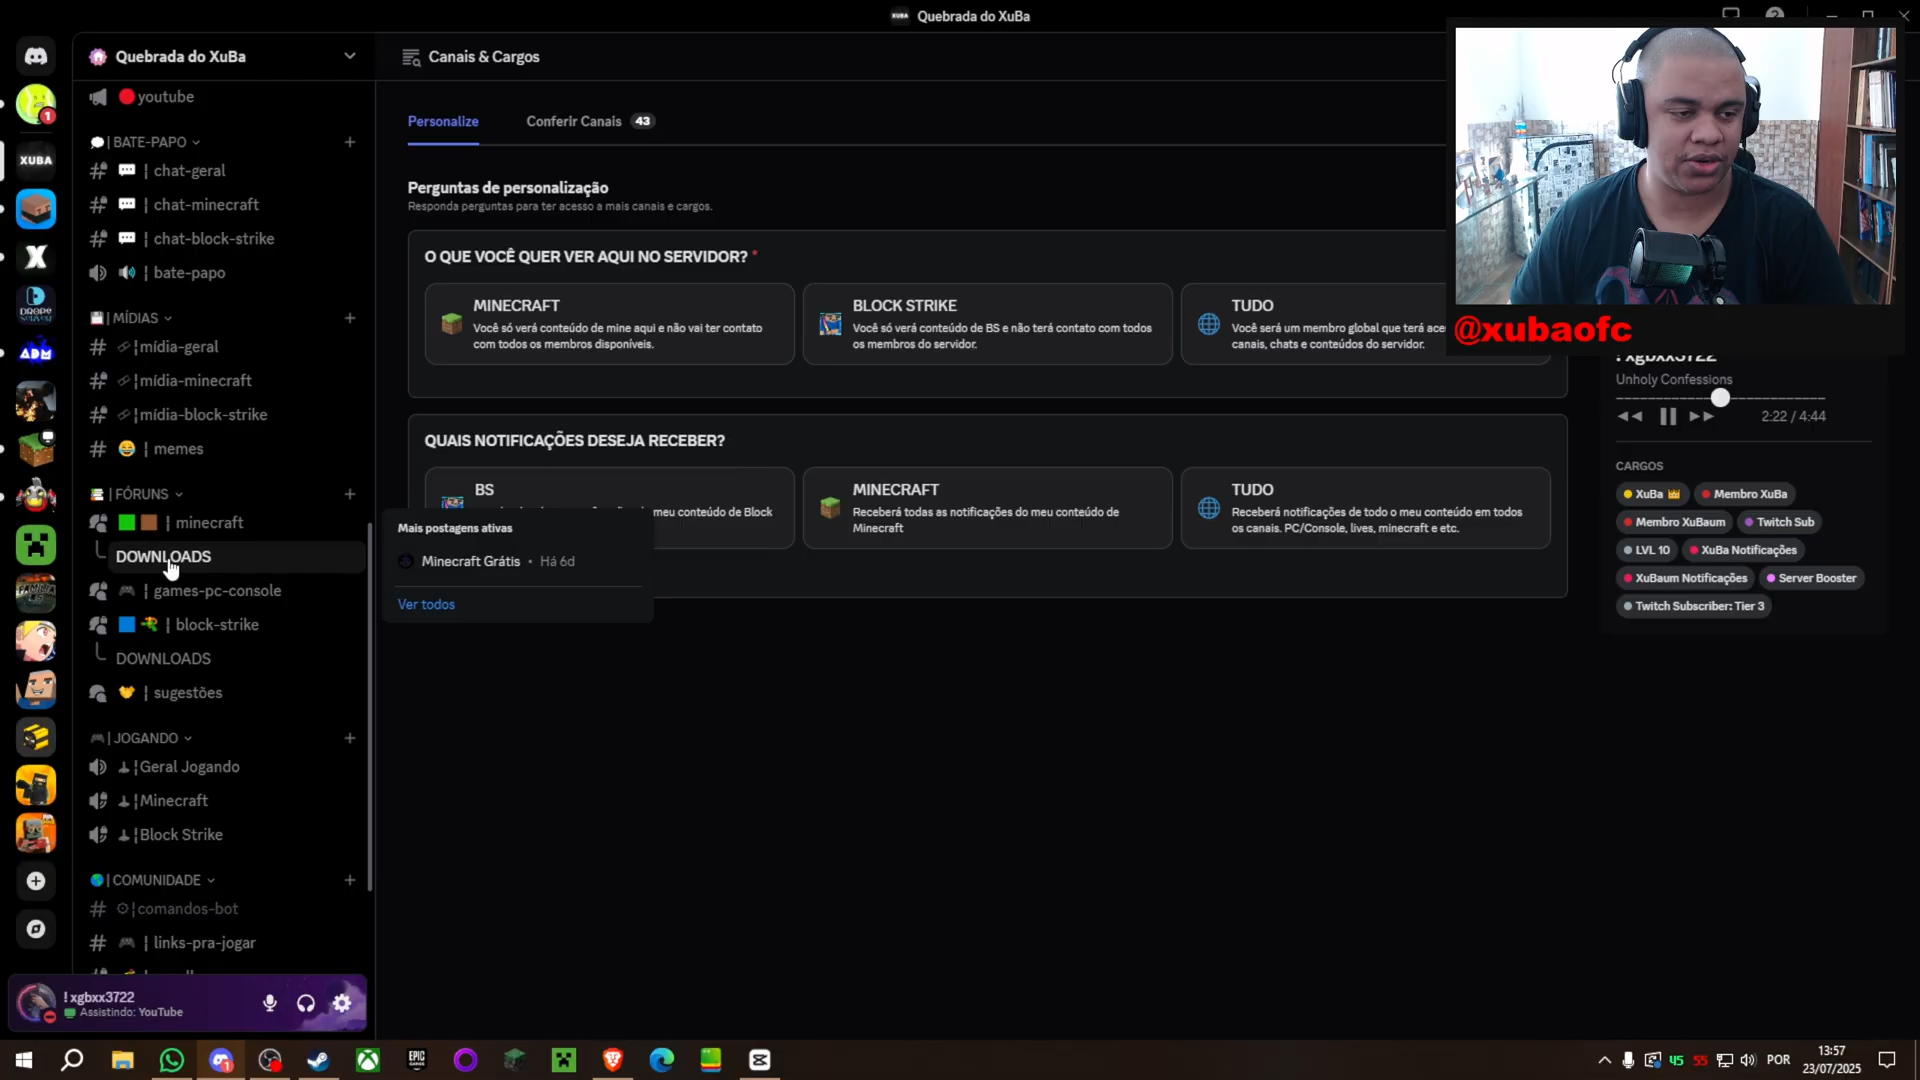 XUBA Quebrada do XuBa
Quebrada do XuBa
Canais & Cargos
youtube
Personalize
Conferir Canais 43
| BATE-PAPO
¦ chat-geral
¦ chat-minecraft
¦ chat-block-strike
¦ bate-papo
Perguntas de personalização
Responda perguntas para ter acesso a mais canais e cargos.
O QUE VOCÊ QUER VER AQUI NO SERVIDOR? *
MINECRAFT
Você só verá conteúdo de mine aqui e não vai ter contato
com todos os membros disponíveis.
BLOCK STRIKE
Você só verá conteúdo de BS e não terá contato com todos
os membros do servidor.
TUDO
Você será um membro global que terá ace
canais, chats e conteúdos do servidor.
@xubaofc
! xgbxx3722
Unholy Confessions
2:22 / 4:44
| MÍDIAS
¦mídia-geral
¦mídia-minecraft
¦mídia-block-strike
¦ memes
QUAIS NOTIFICAÇÕES DESEJA RECEBER?
BS
meu conteúdo de Block
MINECRAFT
Receberá todas as notificações do meu conteúdo de
Minecraft
TUDO
Receberá notificações de todo o meu conteúdo em todos
os canais. PC/Console, lives, minecraft e etc.
CARGOS
XuBa
Membro XuBa
Membro XuBaum
Twitch Sub
LVL 10
XuBa Notificações
XuBaum Notificações
Server Booster
Twitch Subscriber: Tier 3
| FÓRUNS
¦ minecraft
DOWNLOADS
¦ games-pc-console
¦ block-strike
DOWNLOADS
¦ sugestões
Mais postagens ativas
Minecraft Grátis • Há 6d
Ver todos
| JOGANDO
¦Geral Jogando
¦Minecraft
¦Block Strike
| COMUNIDADE
¦comandos-bot
¦ links-pra-jogar
XUBA
ADM
1
! xgbxx3722
Assistindo: YouTube
EPIC
GAMES
45
55
POR
13:57
23/07/2025